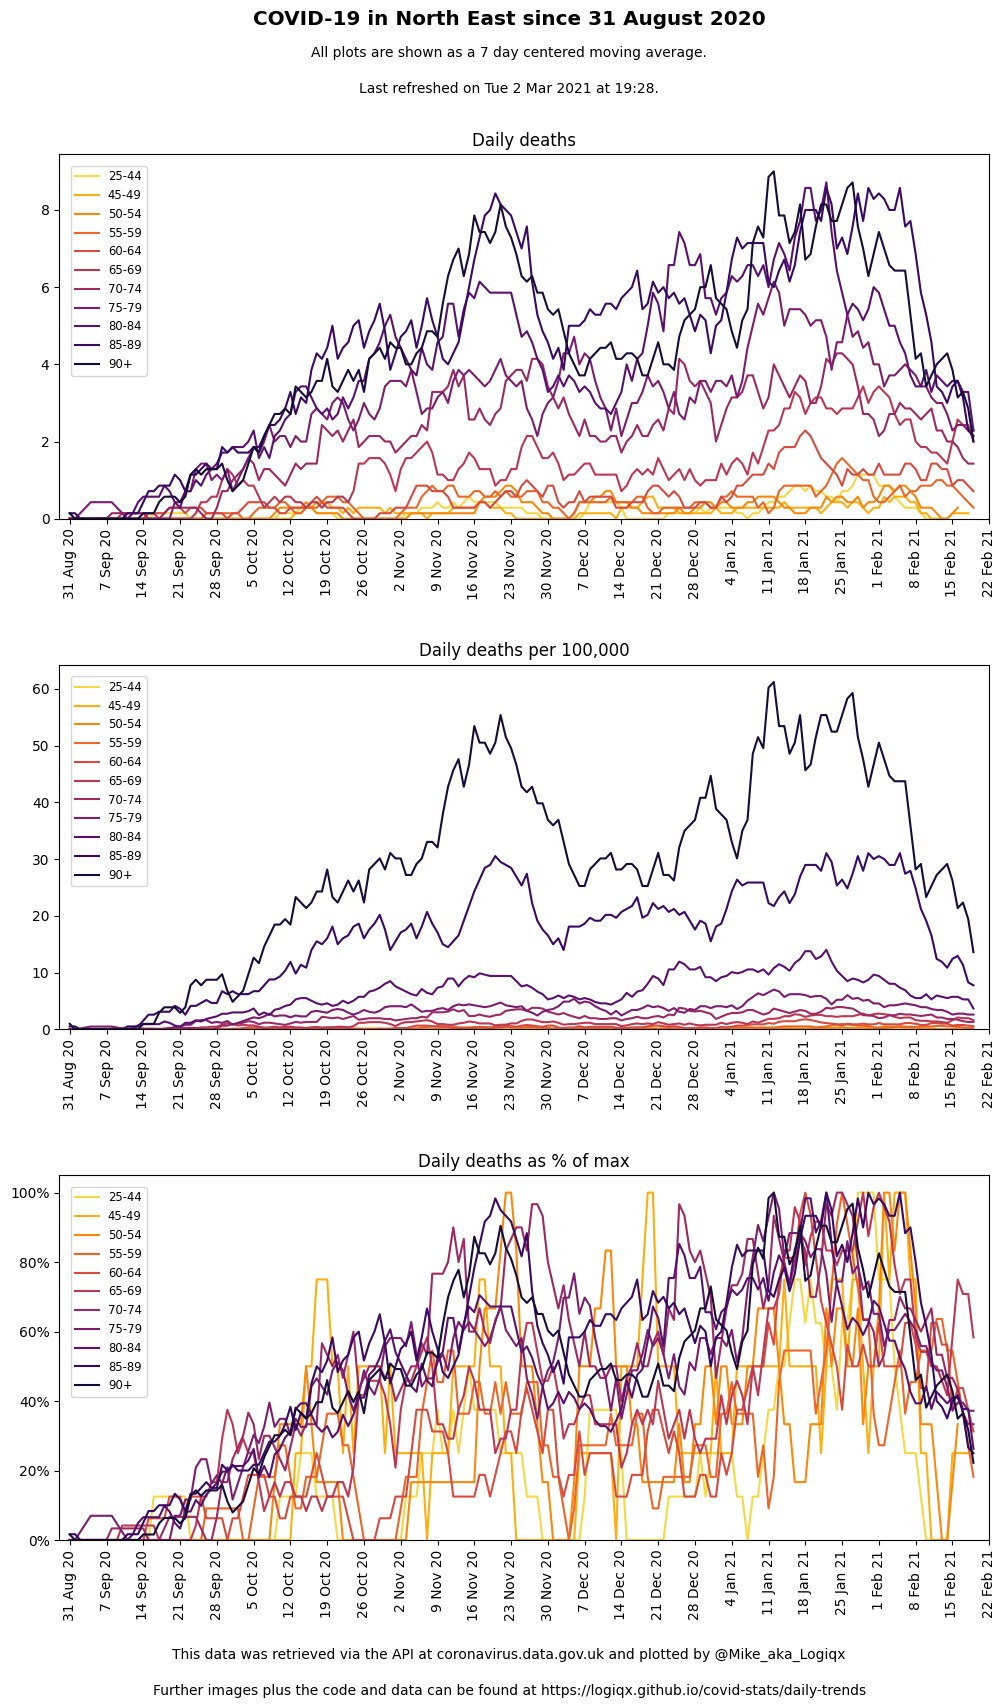 COVID-19 in North East since 31 August 2020
All plots are shown as a 7 day centered moving average.
Last refreshed on Tue 2 Mar 2021 at 19:28.
Daily deaths
25-44
45-49
50-54
55-59
60-64
65-69
70-74
75-79
80-84
85-89
90+
8
6
4
2
0
31 Aug 20
7 Sep 20
14 Sep 20
21 Sep 20
28 Sep 20
5 Oct 20
12 Oct 20
19 Oct 20
26 Oct 20
2 Nov 20
9 Nov 20
16 Nov 20
23 Nov 20
30 Nov 20
7 Dec 20
14 Dec 20
21 Dec 20
28 Dec 20
4 Jan 21
11 Jan 21
18 Jan 21
25 Jan 21
1 Feb 21
8 Feb 21
15 Feb 21
22 Feb 21
Daily deaths per 100,000
25-44
45-49
50-54
55-59
60-64
65-69
70-74
75-79
80-84
85-89
90+
60
50
40
30
20
10
0
31 Aug 20
7 Sep 20
14 Sep 20
21 Sep 20
28 Sep 20
5 Oct 20
12 Oct 20
19 Oct 20
26 Oct 20
2 Nov 20
9 Nov 20
16 Nov 20
23 Nov 20
30 Nov 20
7 Dec 20
14 Dec 20
21 Dec 20
28 Dec 20
4 Jan 21
11 Jan 21
18 Jan 21
25 Jan 21
1 Feb 21
8 Feb 21
15 Feb 21
22 Feb 21
Daily deaths as % of max
25-44
45-49
50-54
55-59
60-64
65-69
70-74
75-79
80-84
85-89
90+
100%
80%
60%
40%
20%
0%
31 Aug 20
7 Sep 20
14 Sep 20
21 Sep 20
28 Sep 20
5 Oct 20
12 Oct 20
19 Oct 20
26 Oct 20
2 Nov 20
9 Nov 20
16 Nov 20
23 Nov 20
30 Nov 20
7 Dec 20
14 Dec 20
21 Dec 20
28 Dec 20
4 Jan 21
11 Jan 21
18 Jan 21
25 Jan 21
1 Feb 21
8 Feb 21
15 Feb 21
22 Feb 21
This data was retrieved via the API at coronavirus.data.gov.uk and plotted by @Mike_aka_Logiqx
Further images plus the code and data can be found at https://logiqx.github.io/covid-stats/daily-trends